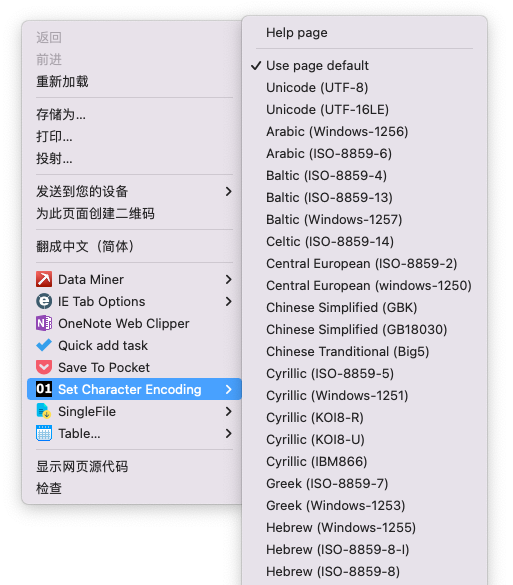 返回
前进
重新加载
存储为...
打印...
投射...
发送到您的设备
为此页面创建二维码
翻成中文（简体）
Data Miner
IE Tab Options
OneNote Web Clipper
Quick add task
Save To Pocket
01 Set Character Encoding
SingleFile
Table...
显示网页源代码
检查
Help page
Use page default
Unicode (UTF-8)
Unicode (UTF-16LE)
Arabic (Windows-1256)
Arabic (ISO-8859-6)
Baltic (ISO-8859-4)
Baltic (ISO-8859-13)
Baltic (Windows-1257)
Celtic (ISO-8859-14)
Central European (ISO-8859-2)
Central European (windows-1250)
Chinese Simplified (GBK)
Chinese Simplified (GB18030)
Chinese Tranditional (Big5)
Cyrillic (ISO-8859-5)
Cyrillic (Windows-1251)
Cyrillic (KOI8-R)
Cyrillic (KOI8-U)
Cyrillic (IBM866)
Greek (ISO-8859-7)
Greek (Windows-1253)
Hebrew (Windows-1255)
Hebrew (ISO-8859-8-I)
Hebrew (ISO-8859-8)